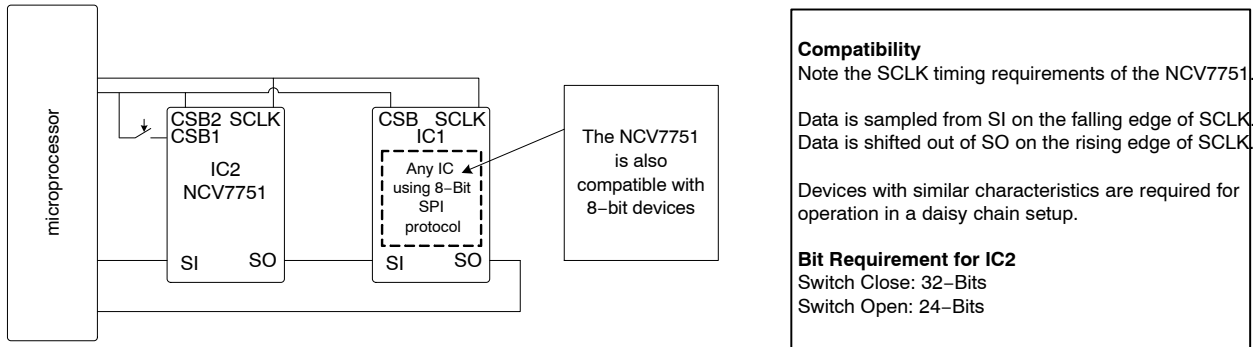 microprocessor
CSB2 SCLK
CSB1
IC2
NCV7751
SI SO
CSB SCLK
IC1
Any IC
using 8−Bit
SPI
protocol
SI SO
The NCV7751
is also
compatible with
8−bit devices
Compatibility
Note the SCLK timing requirements of the NCV7751.
Data is sampled from SI on the falling edge of SCLK.
Data is shifted out of SO on the rising edge of SCLK.
Devices with similar characteristics are required for
operation in a daisy chain setup.
Bit Requirement for IC2
Switch Close: 32−Bits
Switch Open: 24−Bits